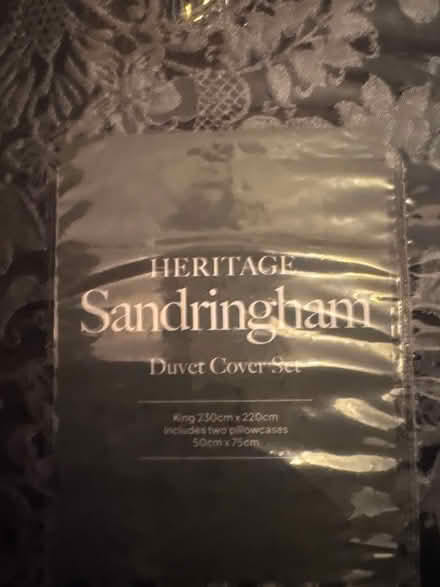 HERITAGE
Sandringham
Duvet Cover Set
King 230cm x 220cm
Includes two pillowcases
50cm x 75cm